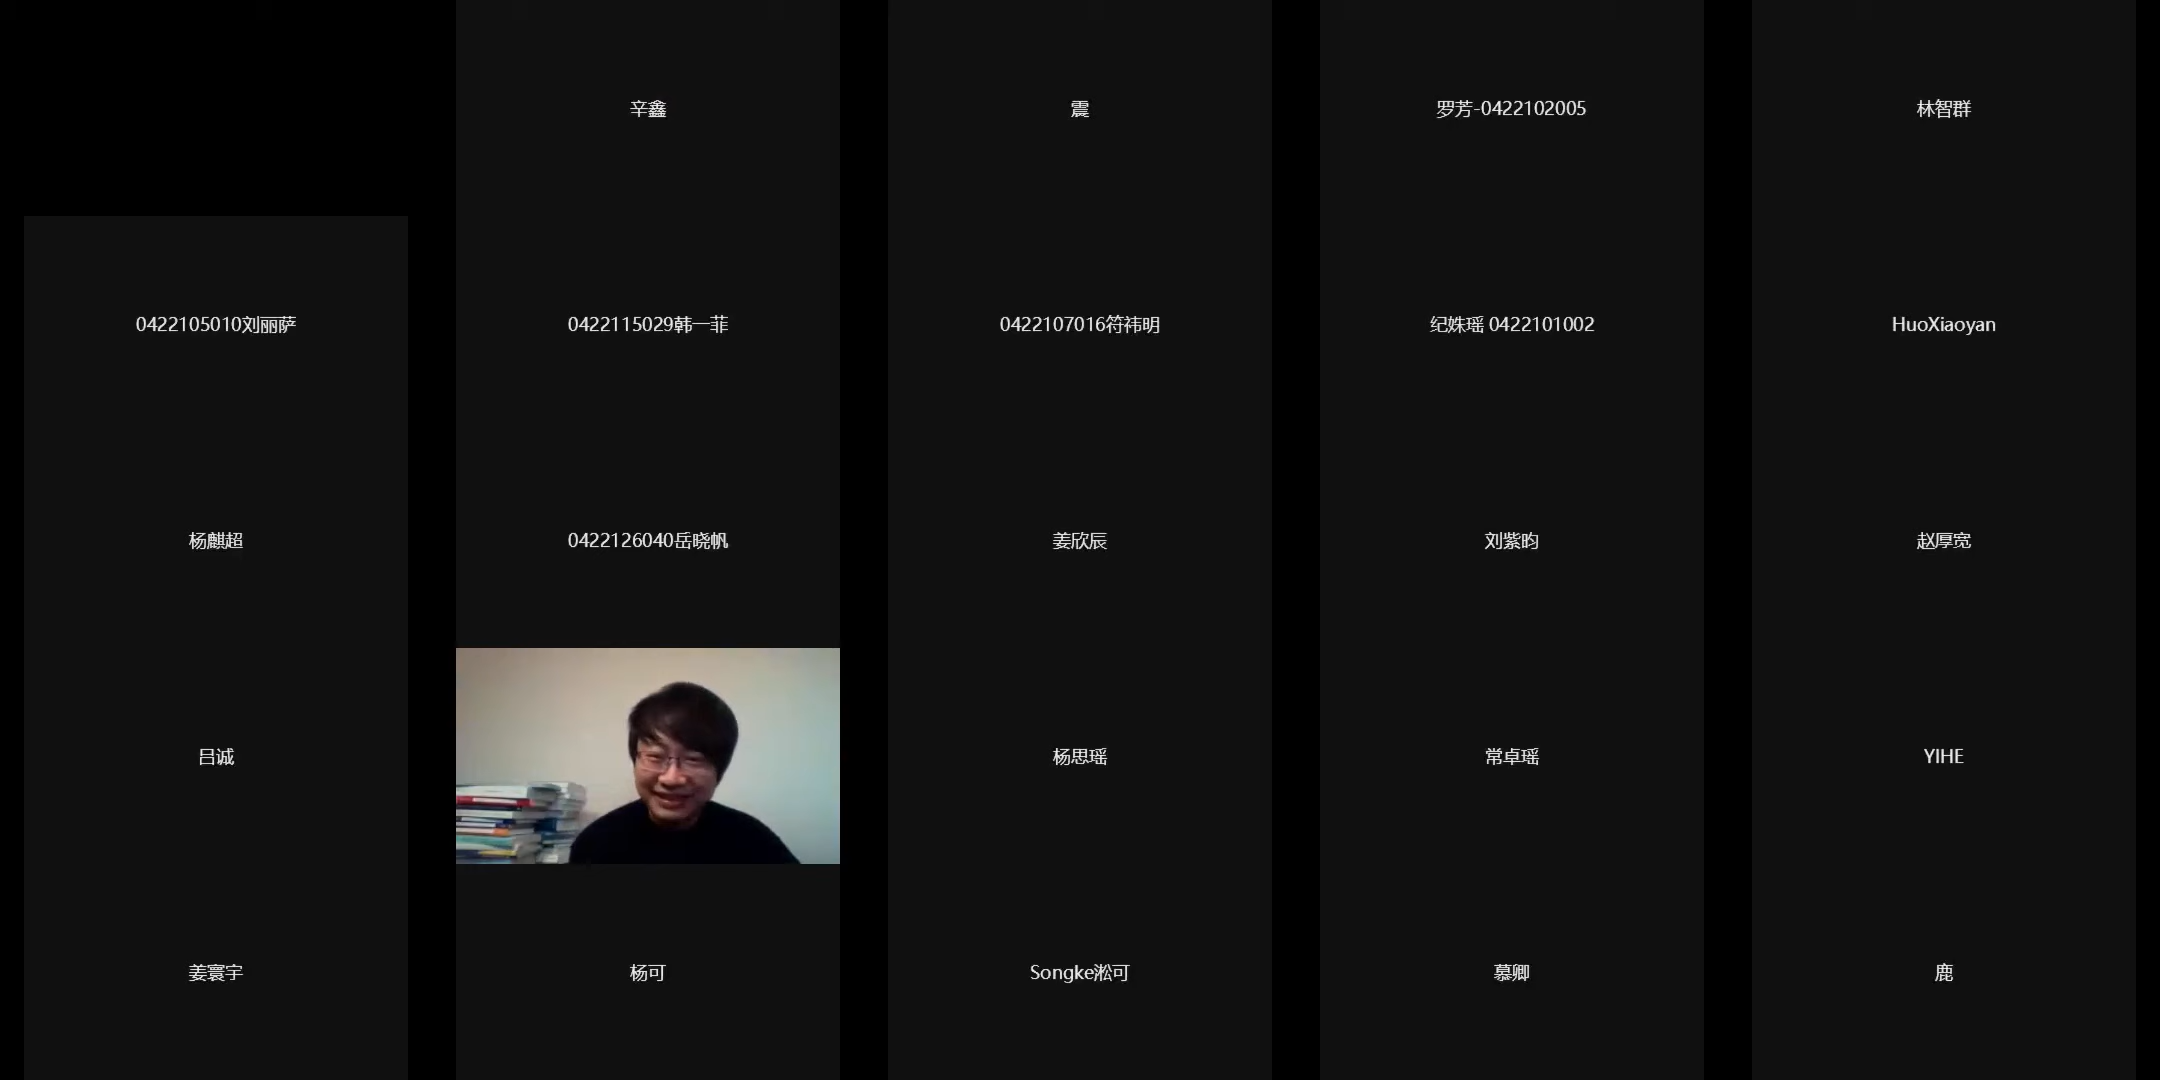 辛鑫
震
罗芳-0422102005
林智群
0422105010刘丽萨
0422115029韩一菲
0422107016符祎明
纪姝瑶 0422101002
HuoXiaoyan
杨麒超
0422126040岳晓帆
姜欣辰
刘紫昀
赵厚宽
吕诚
杨思瑶
常卓瑶
YIHE
姜寰宇
杨可
Songke淞可
慕卿
鹿